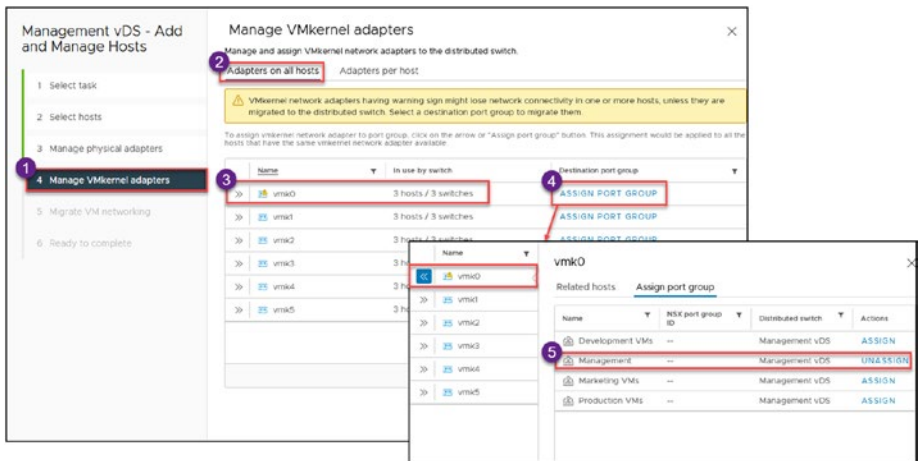 Management vDS - Add
and Manage Hosts
1 Select task
2 Select hosts
3 Manage physical adapters
1
4 Manage VMkernel adapters
5 Migrate VM networking
6 Ready to complete
Manage VMkernel adapters
Manage and assign VMkernel network adapters to the distributed switch.
2
Adapters on all hosts Adapters per host
VMkernel network adapters having warning sign might lose network connectivity in one or more hosts, unless they are
migrated to the distributed switch. Select a destination port group to migrate them.
To assign vmkernel network adapter to port group, click on the arrow or "Assign port group" button. This assignment would be applied to all the
hosts that have the same vmkernel network adapter available
Name In use by switch Destination port group
3 4
vmk0 3 hosts / 3 switches ASSIGN PORT GROUP
vmk1 3 hosts / 3 switches ASSIGN PORT GROUP
vmk2 3 hosts / 3 switches ASSIGN PORT GROUP
vmk3 3 ho
vmk4 3 ho
vmk5 3 ho
Name
vmk0
vmk1
vmk2
vmk3
vmk4
vmk5
vmk0
Related hosts Assign port group
Name NSX port group ID Distributed switch Actions
Development VMs -- Management vDS ASSIGN
5
Management -- Management vDS UNASSIGN
Marketing VMs -- Management vDS ASSIGN
Production VMs -- Management vDS ASSIGN